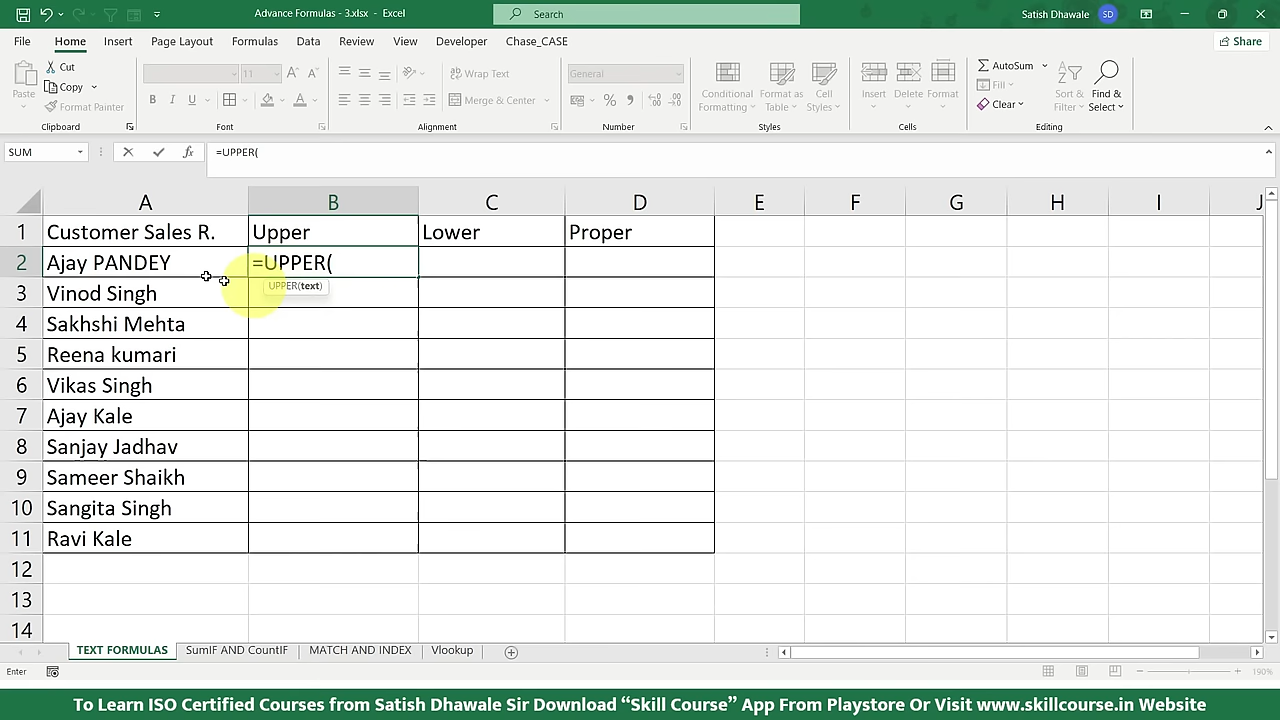 Advance Formulas - 3.xlsx - Excel
Search
Satish Dhawale SD
File Home Insert Page Layout Formulas Data Review View Developer Chase_CASE Share
Paste Cut Copy Format Painter
11
B I U
Wrap Text
Merge & Center
General
Conditional Formatting
Format as Table
Cell Styles
Insert Delete Format
AutoSum
Fill
Clear
Sort & Filter
Find & Select
Clipboard Font Alignment Number Styles Cells Editing
SUM fx =UPPER(
A B C D E F G H I J
1 Customer Sales R. Upper Lower Proper
2 Ajay PANDEY =UPPER(
UPPER(text)
3 Vinod Singh
4 Sakhshi Mehta
5 Reena kumari
6 Vikas Singh
7 Ajay Kale
8 Sanjay Jadhav
9 Sameer Shaikh
10 Sangita Singh
11 Ravi Kale
12
13
14
TEXT FORMULAS SumIF AND CountIF MATCH AND INDEX Vlookup
Enter 190%
To Learn ISO Certified Courses from Satish Dhawale Sir Download “Skill Course” App From Playstore Or Visit www.skillcourse.in Website